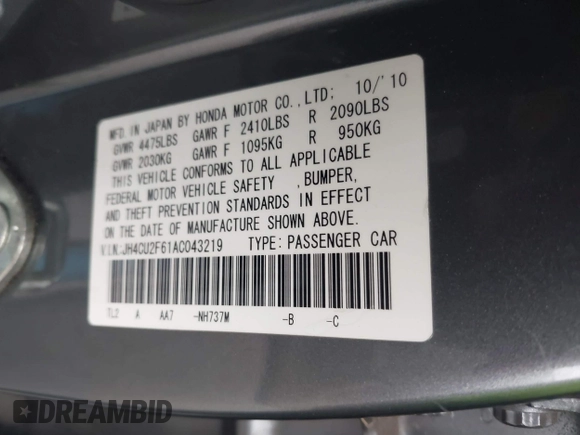 MFD. IN JAPAN BY HONDA MOTOR CO.,LTD: 10/'10
GVWR 4475LBS GAWR F 2410LBS R 2090LBS
GVWR 2030KG GAWR F 1095KG R 950KG
THIS VEHICLE CONFORMS TO ALL APPLICABLE
FEDERAL MOTOR VEHICLE SAFETY ,BUMPER,
AND THEFT PREVENTION STANDARDS IN EFFECT
ON THE DATE OF MANUFACTURE SHOWN ABOVE.
V.I.N:JH4CU2F61AC043219 TYPE: PASSENGER CAR
TL2 A AA7 -NH737M -B -C
DREAMBID